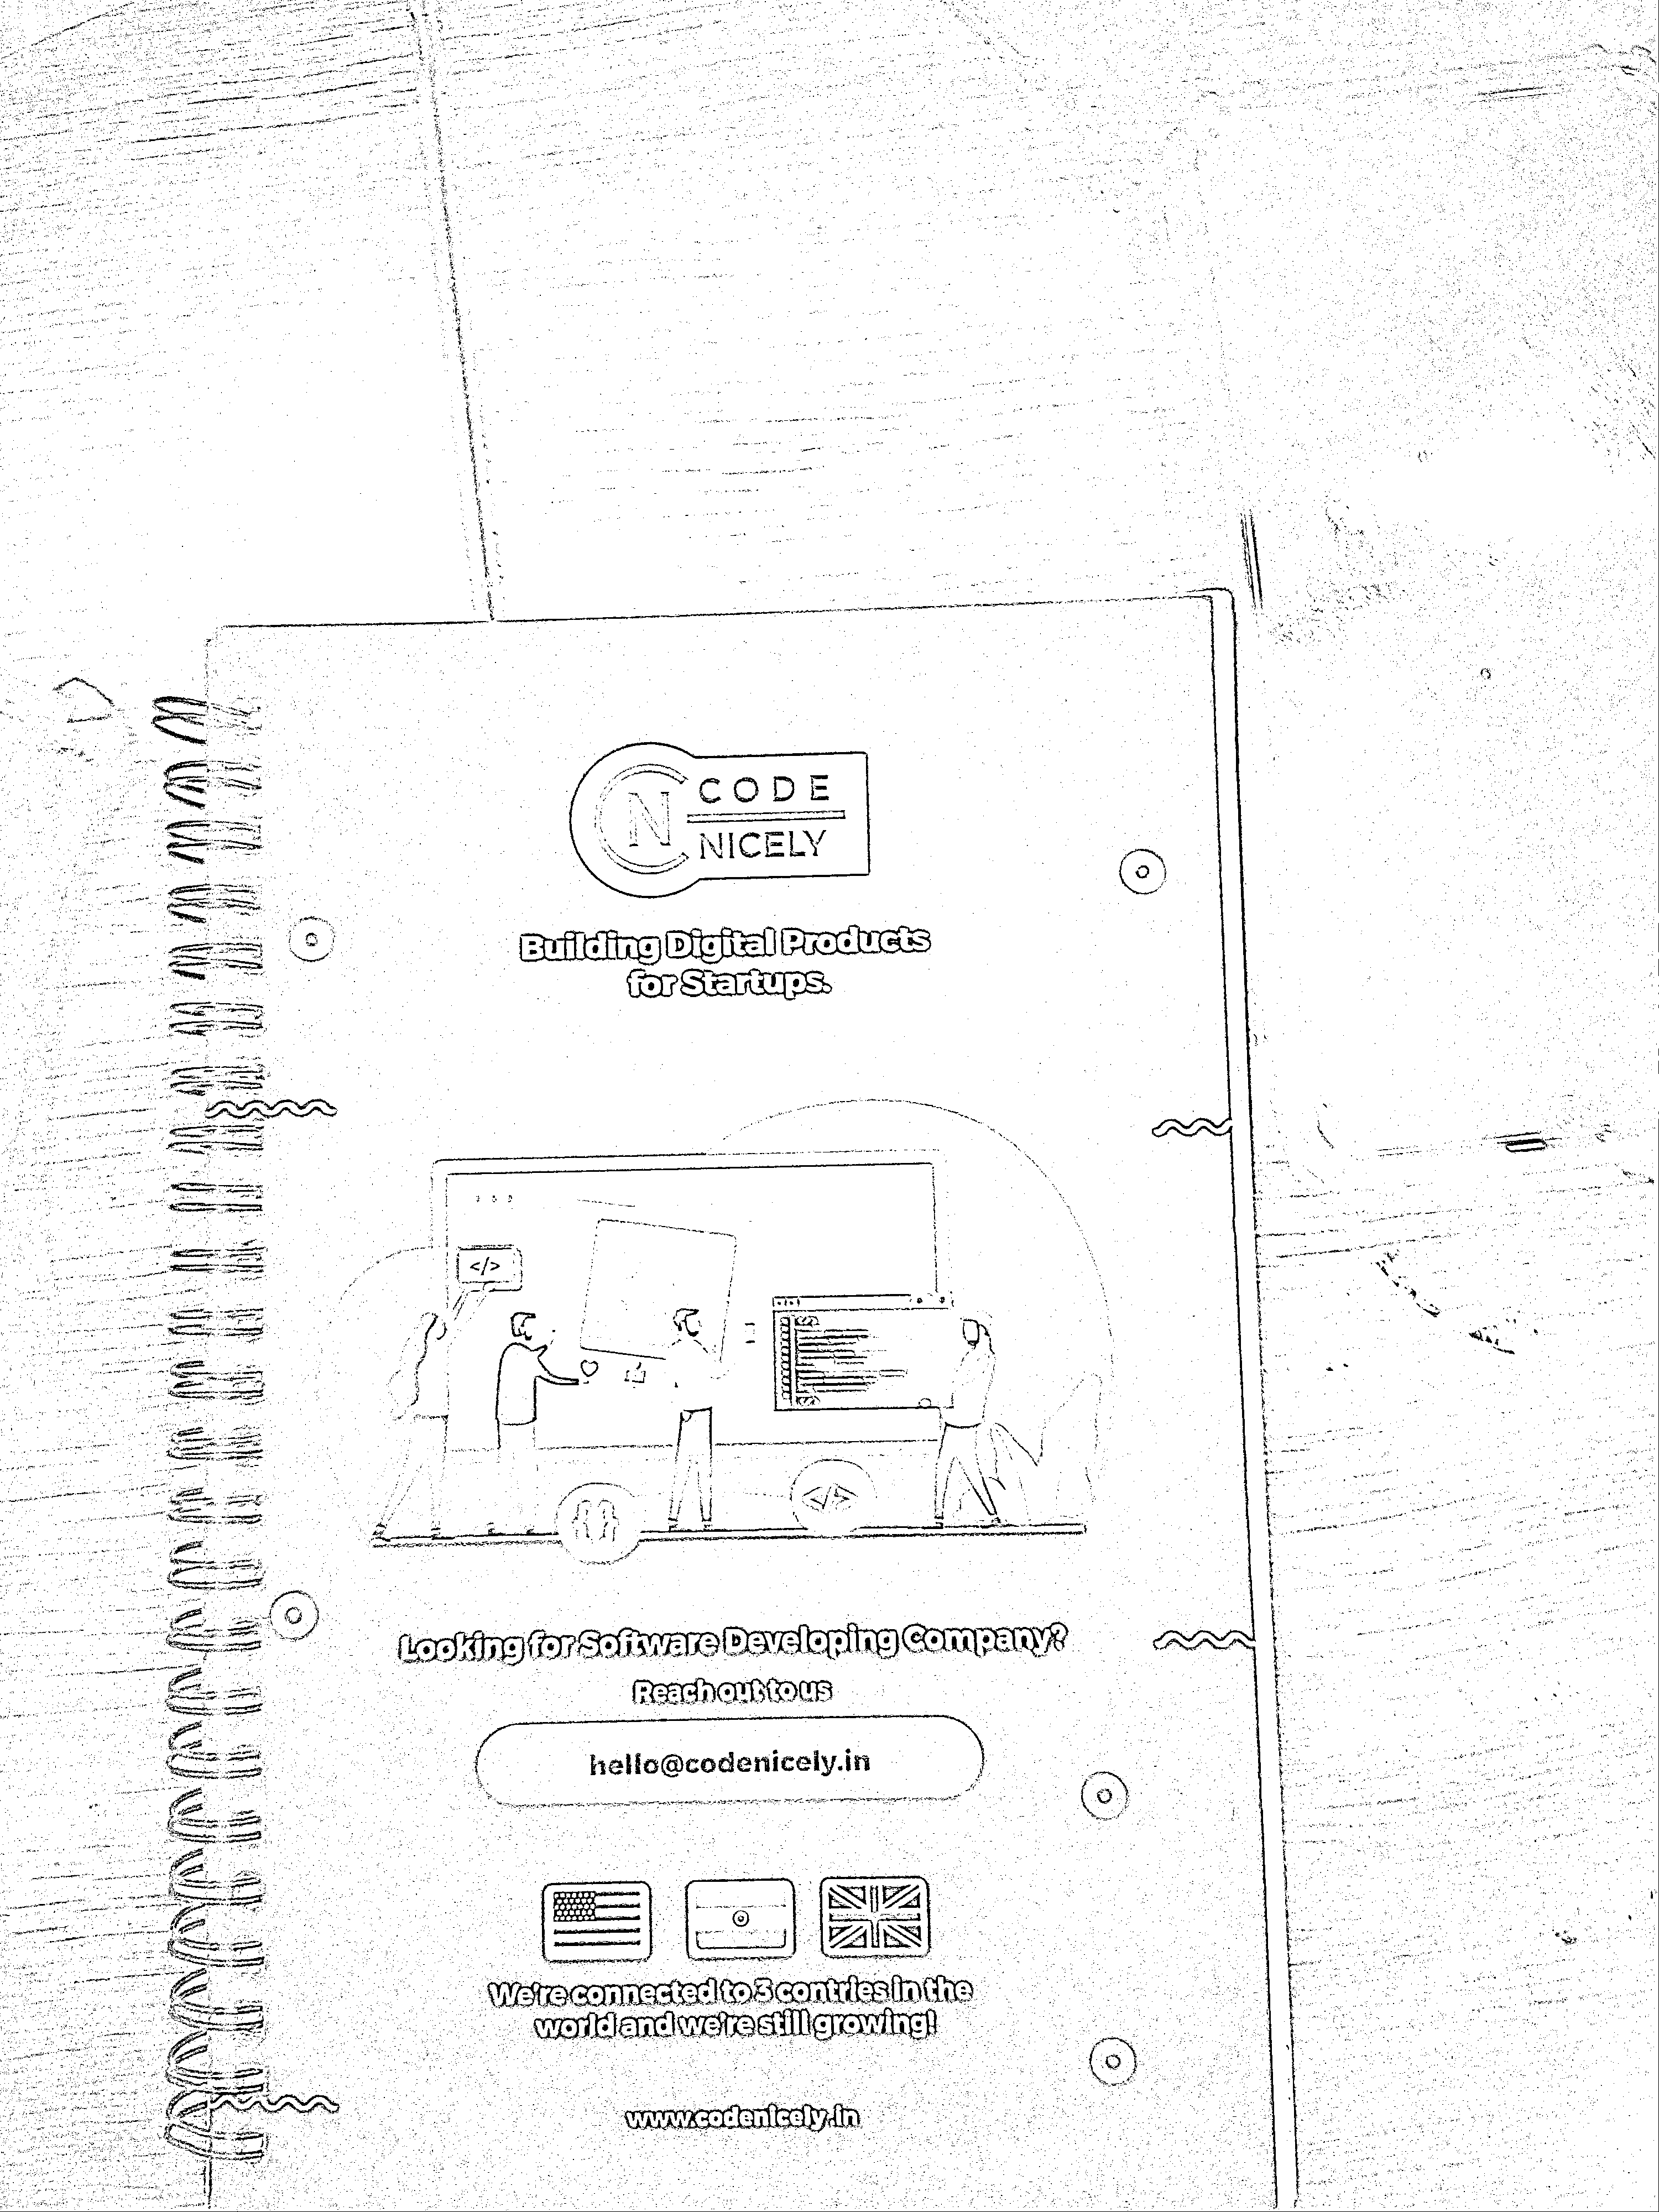 CODE
NICELY
Building Digital Products
for Startups.
</>
</>
Looking for Software Developing Company?
Reach out to us
hello@codenicely.in
We're connected to 3 contries in the
world and we're still growing!
www.codenicely.in